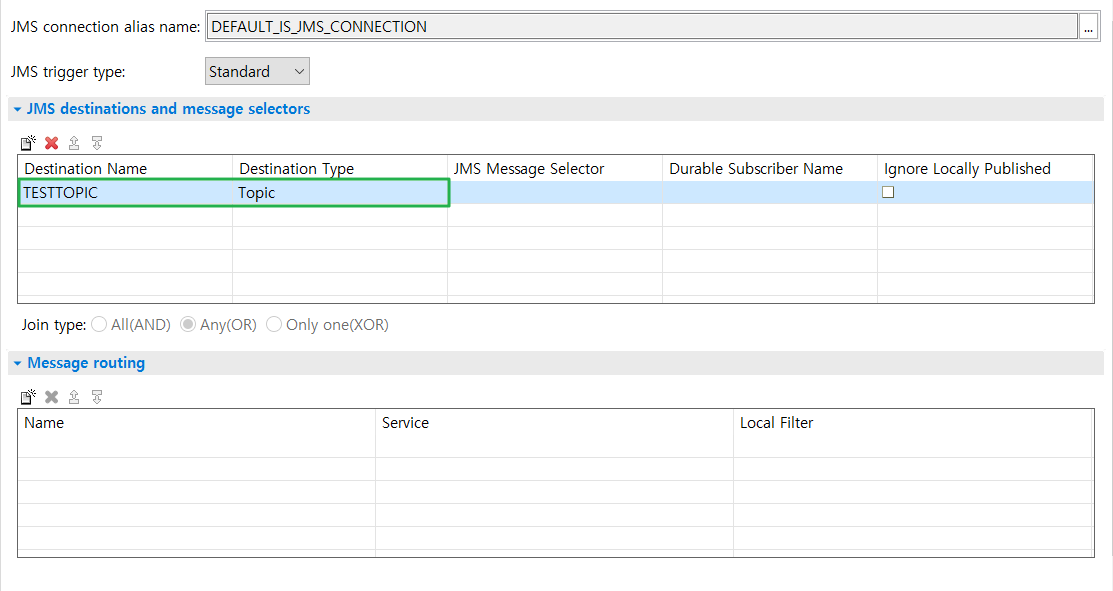 JMS connection alias name: DEFAULT_IS_JMS_CONNECTION ...
JMS trigger type: Standard
JMS destinations and message selectors
Destination Name Destination Type JMS Message Selector Durable Subscriber Name Ignore Locally Published
TESTTOPIC Topic
Join type: All(AND) Any(OR) Only one(XOR)
Message routing
Name Service Local Filter